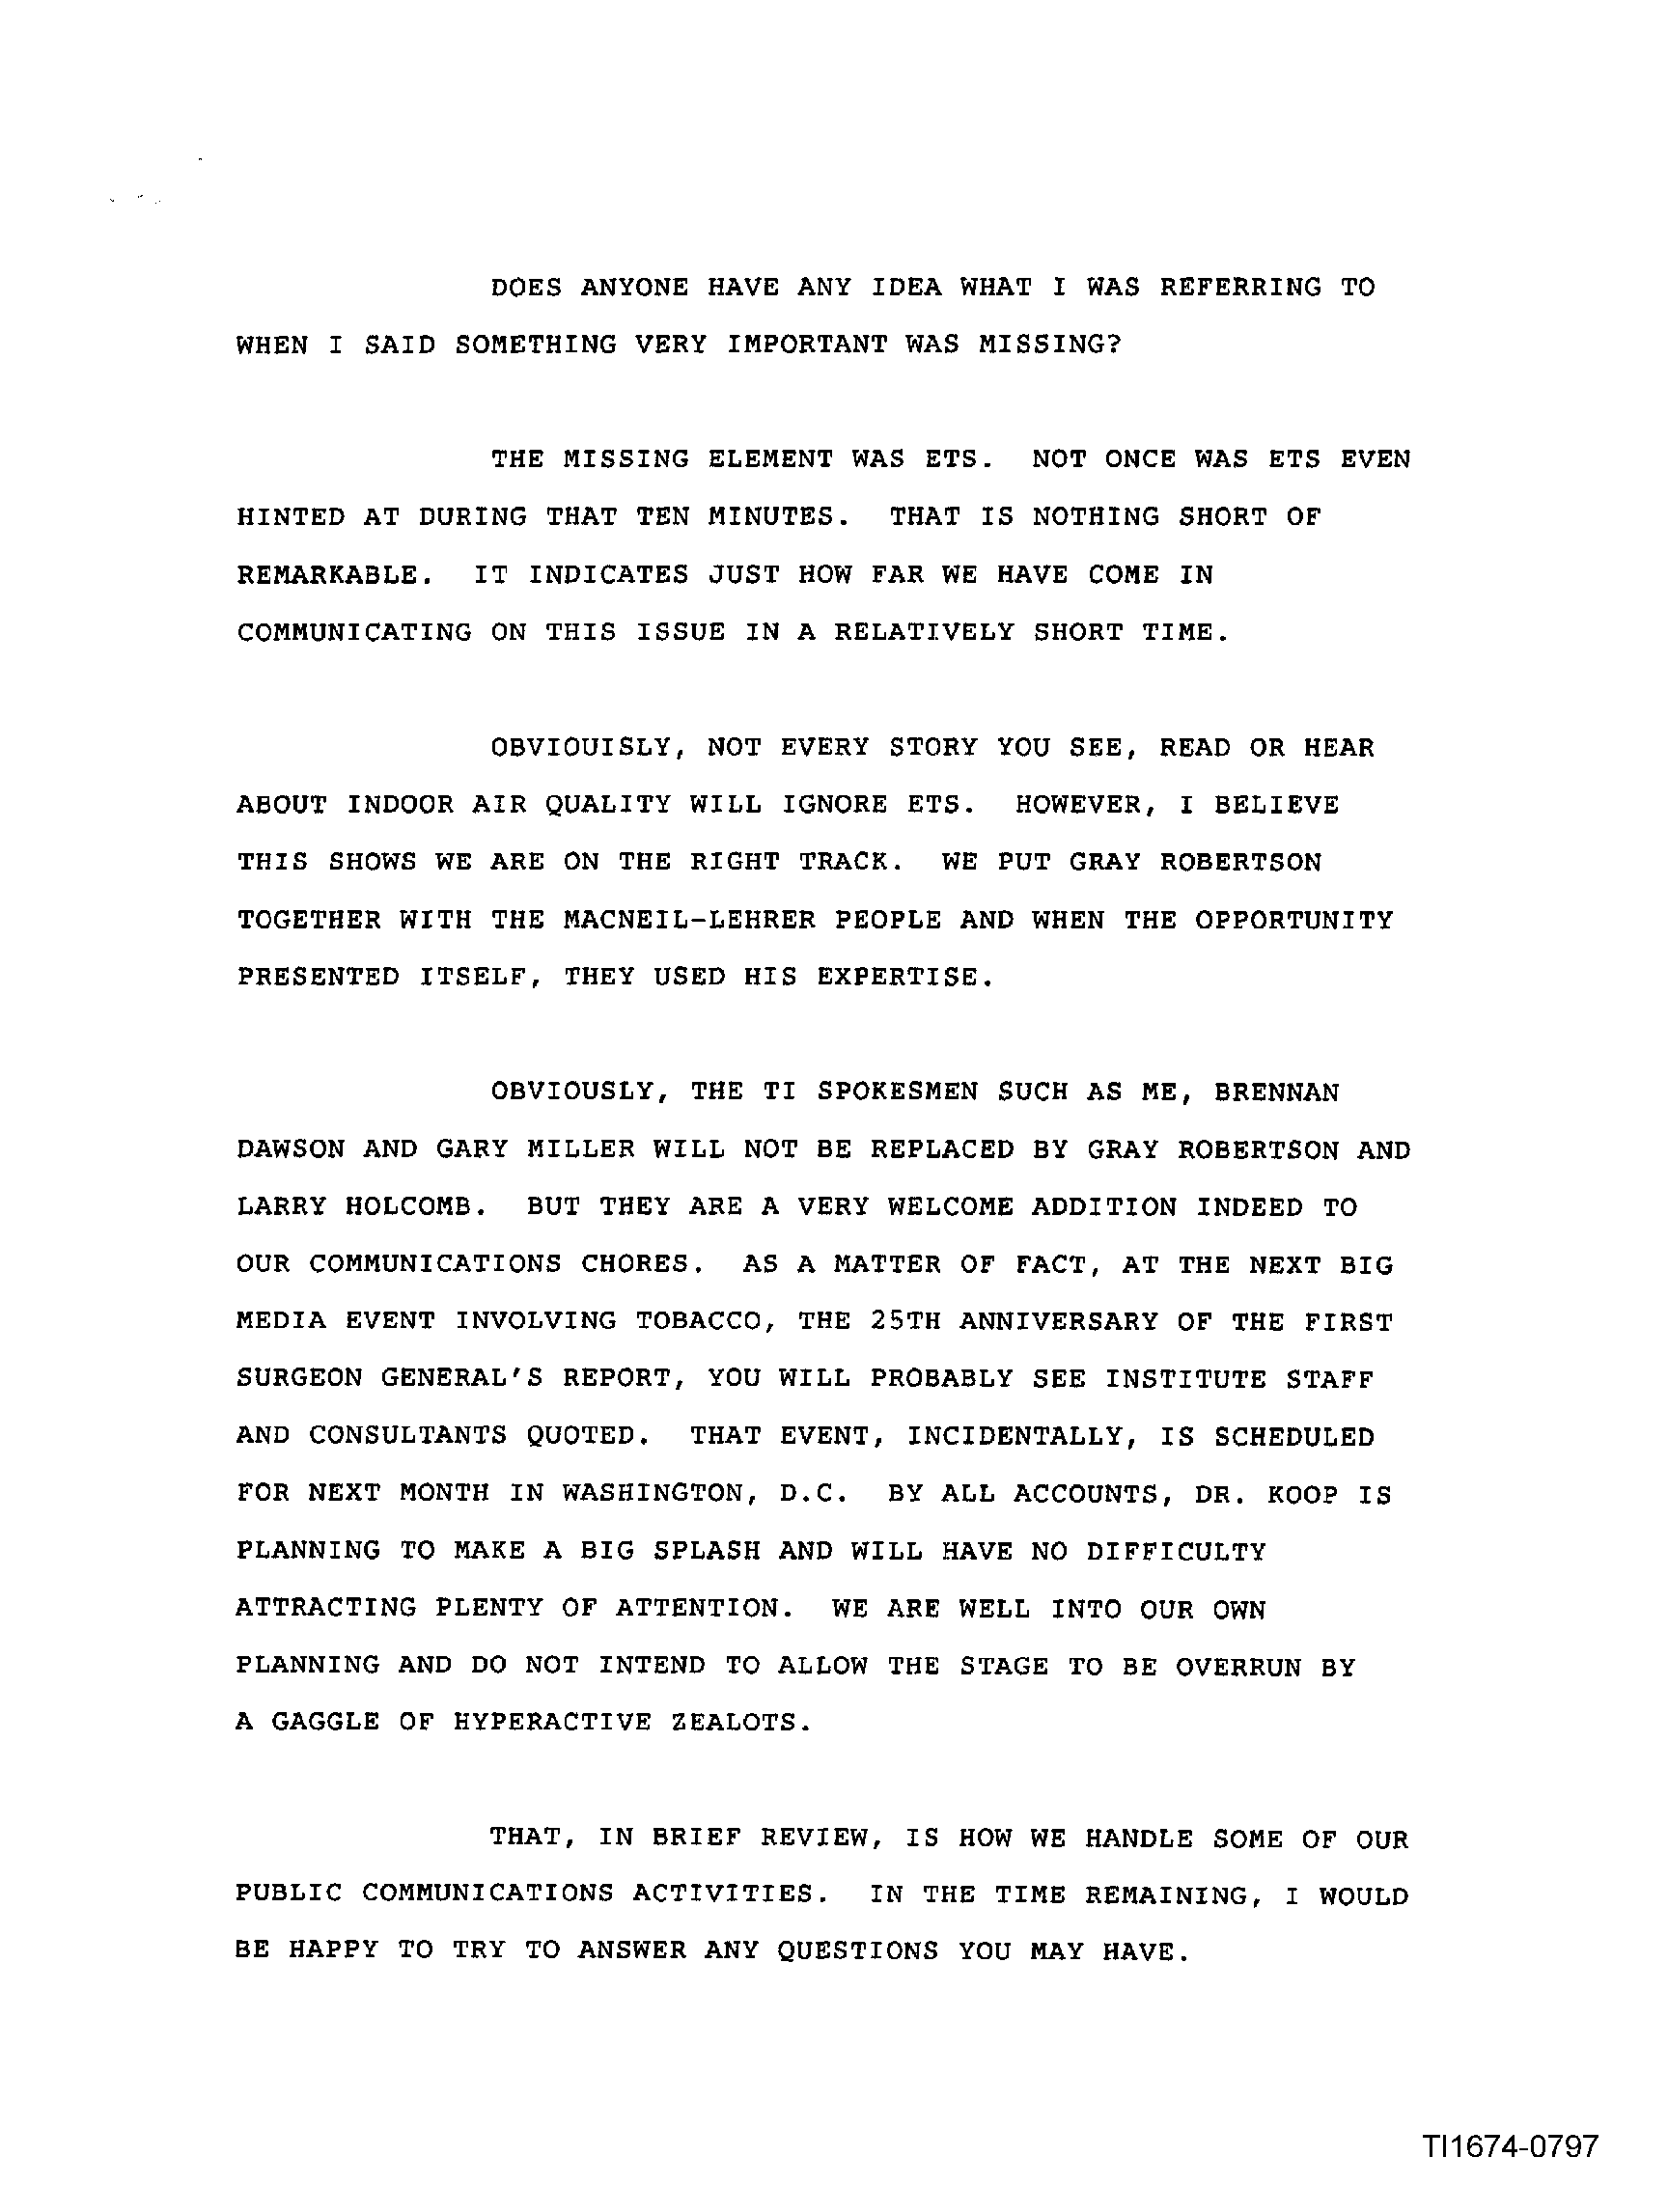 DOES ANYONE HAVE ANY IDEA WHAT I WAS REFERRING TO
WHEN I SAID SOMETHING VERY IMPORTANT WAS MISSING?
THE MISSING ELEMENT WAS ETS. NOT ONCE WAS ETS EVEN
HINTED AT DURING THAT TEN MINUTES. THAT IS NOTHING SHORT OF
REMARKABLE. IT INDICATES JUST HOW FAR WE HAVE COME IN
COMMUNICATING ON THIS ISSUE IN A RELATIVELY SHORT TIME.
OBVIOUISLY, NOT EVERY STORY YOU SEE, READ OR HEAR
ABOUT INDOOR AIR QUALITY WILL IGNORE ETS. HOWEVER, I BELIEVE
THIS SHOWS WE ARE ON THE RIGHT TRACK. WE PUT GRAY ROBERTSON
TOGETHER WITH THE MACNEIL-LEHRER PEOPLE AND WHEN THE OPPORTUNITY
PRESENTED ITSELF, THEY USED HIS EXPERTISE.
OBVIOUSLY, THE TI SPOKESMEN SUCH AS ME, BRENNAN
DAWSON AND GARY MILLER WILL NOT BE REPLACED BY GRAY ROBERTSON AND
LARRY HOLCOMB. BUT THEY ARE A VERY WELCOME ADDITION INDEED TO
OUR COMMUNICATIONS CHORES. AS A MATTER OF FACT, AT THE NEXT BIG
MEDIA EVENT INVOLVING TOBACCO, THE 25TH ANNIVERSARY OF THE FIRST
SURGEON GENERAL'S REPORT, YOU WILL PROBABLY SEE INSTITUTE STAFF
AND CONSULTANTS QUOTED. THAT EVENT, INCIDENTALLY, IS SCHEDULED
FOR NEXT MONTH IN WASHINGTON, D.C. BY ALL ACCOUNTS, DR. KOOP IS
PLANNING TO MAKE A BIG SPLASH AND WILL HAVE NO DIFFICULTY
ATTRACTING PLENTY OF ATTENTION. WE ARE WELL INTO OUR OWN
PLANNING AND DO NOT INTEND TO ALLOW THE STAGE TO BE OVERRUN BY
A GAGGLE OF HYPERACTIVE ZEALOTS.
THAT, IN BRIEF REVIEW, IS HOW WE HANDLE SOME OF OUR
PUBLIC COMMUNICATIONS ACTIVITIES. IN THE TIME REMAINING, I WOULD
BE HAPPY TO TRY TO ANSWER ANY QUESTIONS YOU MAY HAVE.
TI1674-0797